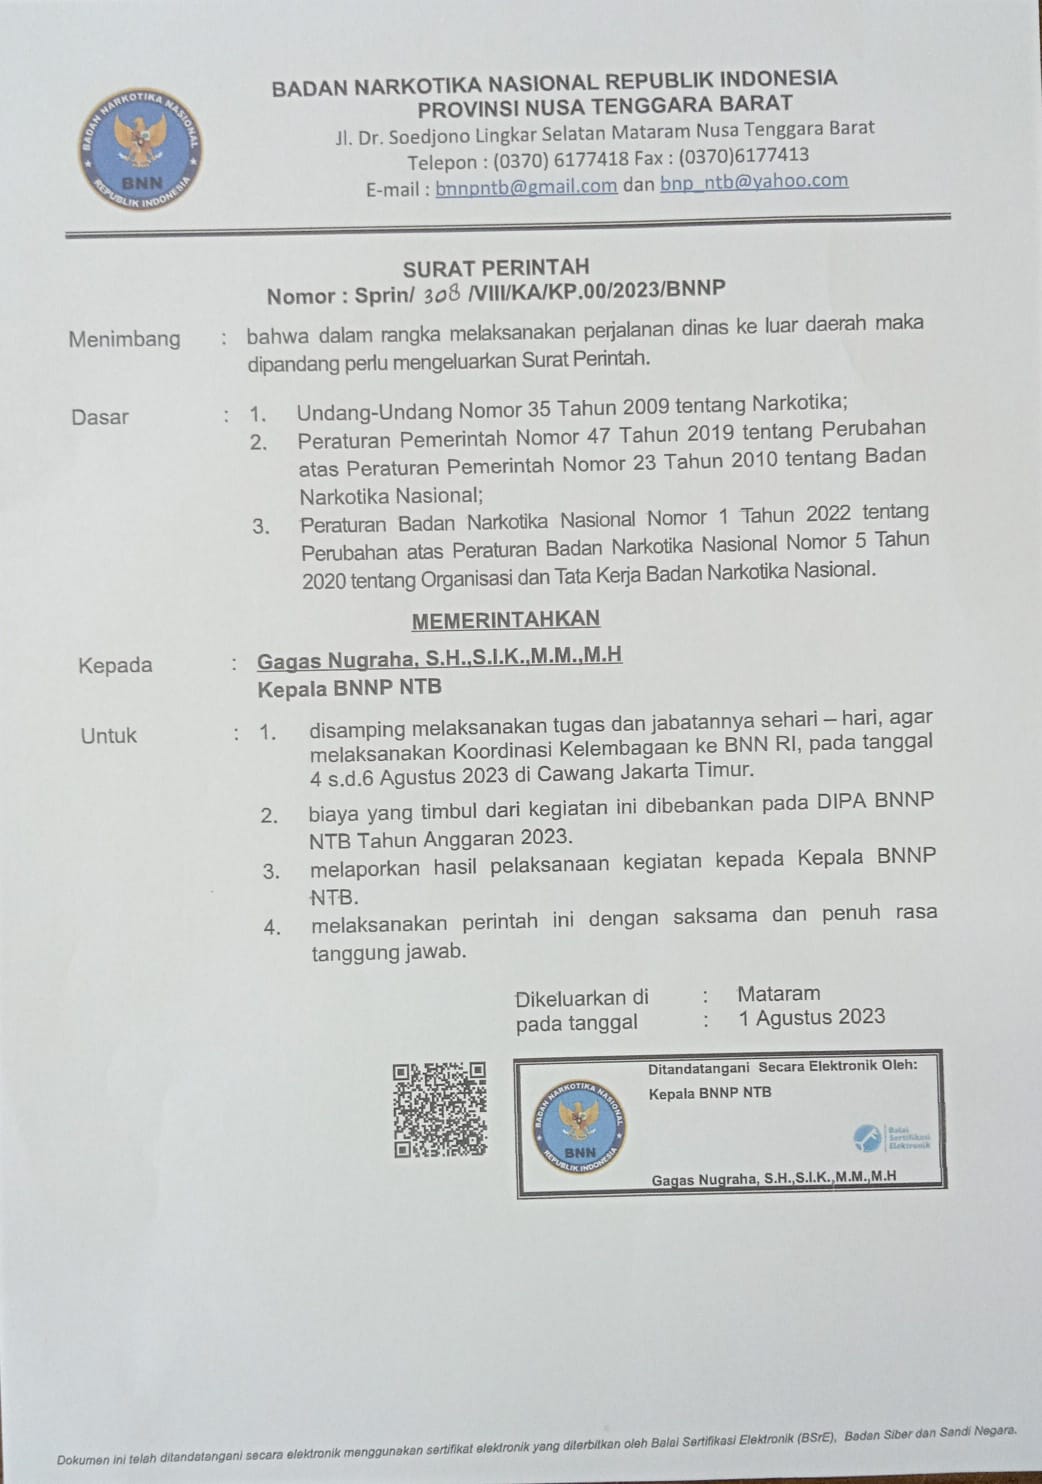 BADAN NARKOTIKA NASIONAL
REPUBLIK INDONESIA
BNN
BADAN NARKOTIKA NASIONAL REPUBLIK INDONESIA
PROVINSI NUSA TENGGARA BARAT
Jl. Dr. Soedjono Lingkar Selatan Mataram Nusa Tenggara Barat
Telepon : (0370) 6177418 Fax : (0370)6177413
E-mail : bnnpntb@gmail.com dan bnp_ntb@yahoo.com
SURAT PERINTAH
Nomor : Sprin/ 308 /VIII/KA/KP.00/2023/BNNP
Menimbang : bahwa dalam rangka melaksanakan perjalanan dinas ke luar daerah maka
dipandang perlu mengeluarkan Surat Perintah.
Dasar : 1. Undang-Undang Nomor 35 Tahun 2009 tentang Narkotika;
2. Peraturan Pemerintah Nomor 47 Tahun 2019 tentang Perubahan
atas Peraturan Pemerintah Nomor 23 Tahun 2010 tentang Badan
Narkotika Nasional;
3. Peraturan Badan Narkotika Nasional Nomor 1 Tahun 2022 tentang
Perubahan atas Peraturan Badan Narkotika Nasional Nomor 5 Tahun
2020 tentang Organisasi dan Tata Kerja Badan Narkotika Nasional.
MEMERINTAHKAN
Kepada : Gagas Nugraha, S.H.,S.I.K.,M.M.,M.H
Kepala BNNP NTB
Untuk : 1. disamping melaksanakan tugas dan jabatannya sehari – hari, agar
melaksanakan Koordinasi Kelembagaan ke BNN RI, pada tanggal
4 s.d.6 Agustus 2023 di Cawang Jakarta Timur.
2. biaya yang timbul dari kegiatan ini dibebankan pada DIPA BNNP
NTB Tahun Anggaran 2023.
3. melaporkan hasil pelaksanaan kegiatan kepada Kepala BNNP
NTB.
4. melaksanakan perintah ini dengan saksama dan penuh rasa
tanggung jawab.
Dikeluarkan di : Mataram
pada tanggal : 1 Agustus 2023
Ditandatangani Secara Elektronik Oleh:
Kepala BNNP NTB
BADAN NARKOTIKA NASIONAL
REPUBLIK INDONESIA
BNN
Balai
Sertifikasi
Elektronik
Gagas Nugraha, S.H.,S.I.K.,M.M.,M.H
Dokumen ini telah ditandatangani secara elektronik menggunakan sertifikat elektronik yang diterbitkan oleh Balai Sertifikasi Elektronik (BSrE), Badan Siber dan Sandi Negara.